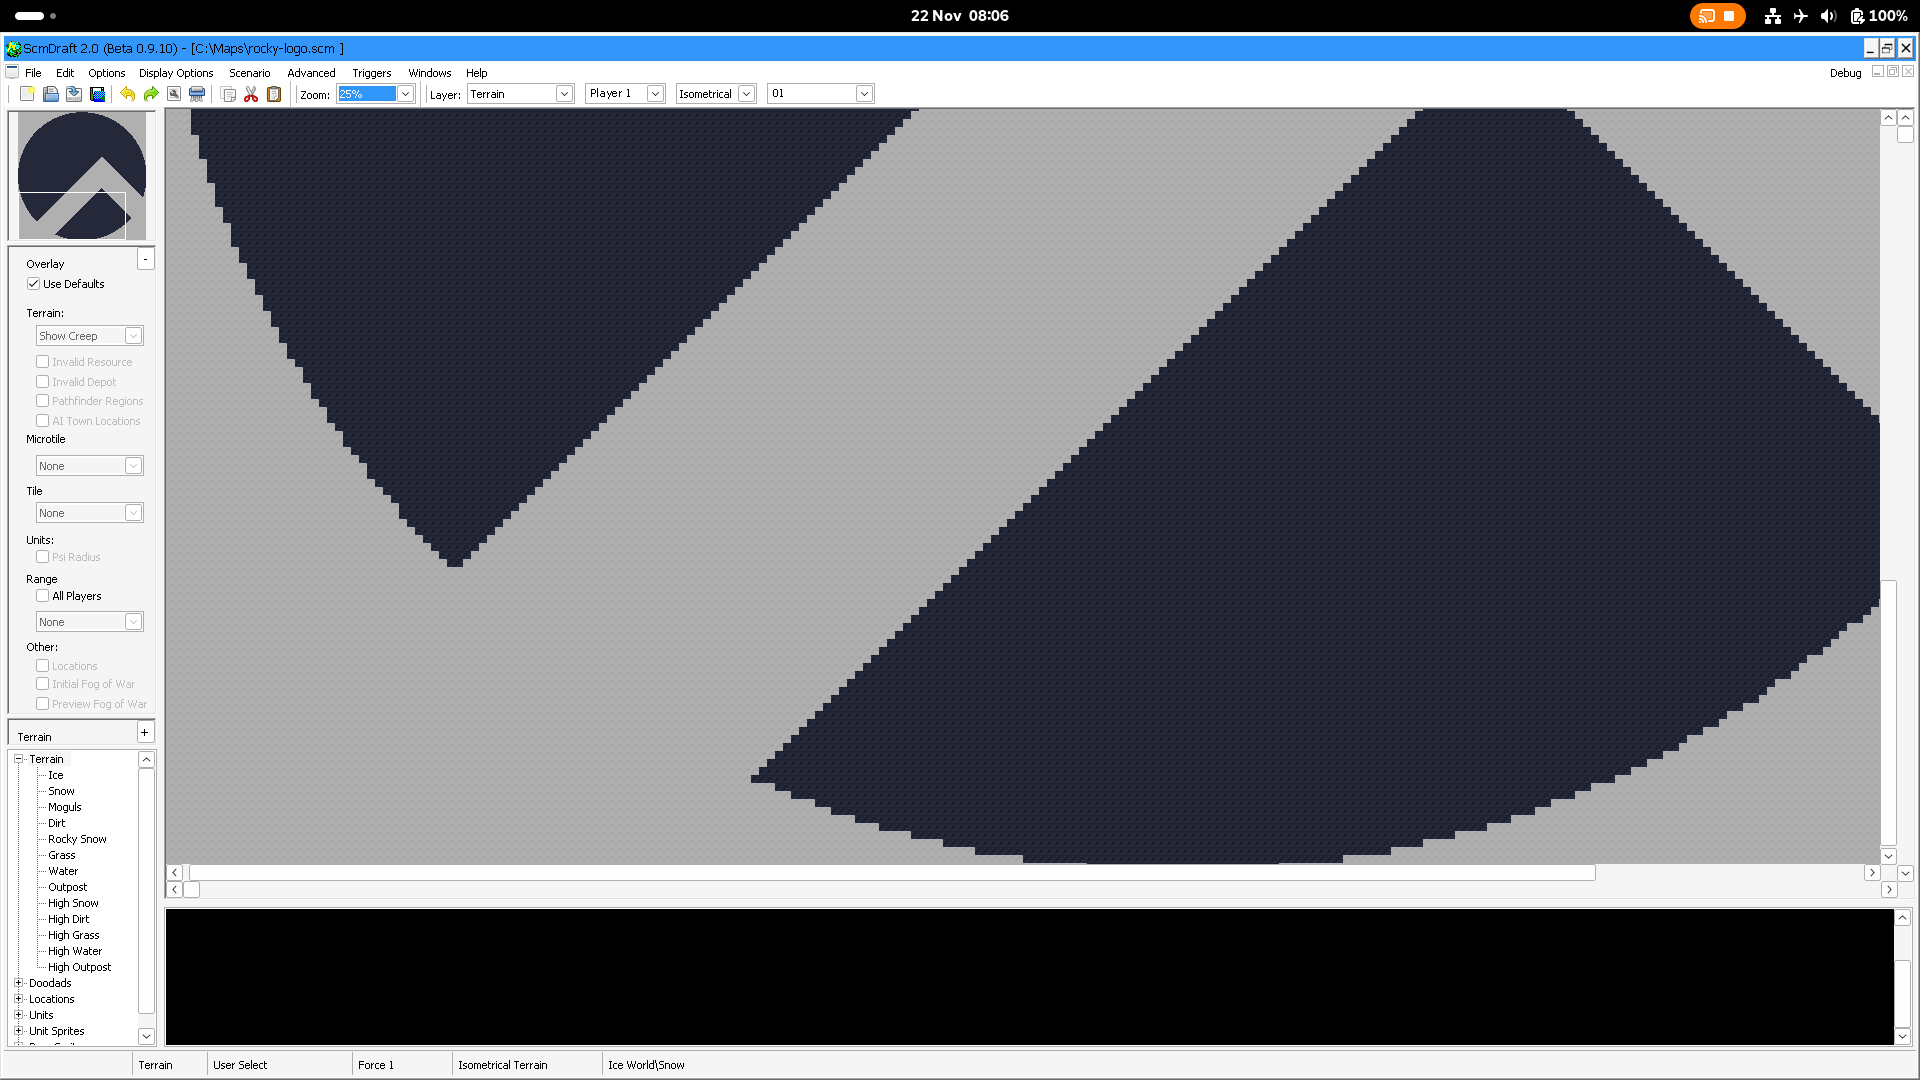 22 Nov 08:06
100%
ScmDraft 2.0 (Beta 0.9.10) - [C:\Maps\rocky-logo.scm ]
File Edit Options Display Options Scenario Advanced Triggers Windows Help Debug
Zoom: 25% Layer: Terrain Player 1 Isometrical 01
Overlay
-
Use Defaults
Terrain:
Show Creep
Invalid Resource
Invalid Depot
Pathfinder Regions
AI Town Locations
Microtile
None
Tile
None
Units:
Psi Radius
Range
All Players
None
Other:
Locations
Initial Fog of War
Preview Fog of War
Terrain +
Terrain
Ice
Snow
Moguls
Dirt
Rocky Snow
Grass
Water
Outpost
High Snow
High Dirt
High Grass
High Water
High Outpost
Doodads
Locations
Units
Unit Sprites
Terrain User Select Force 1 Isometrical Terrain Ice World\Snow